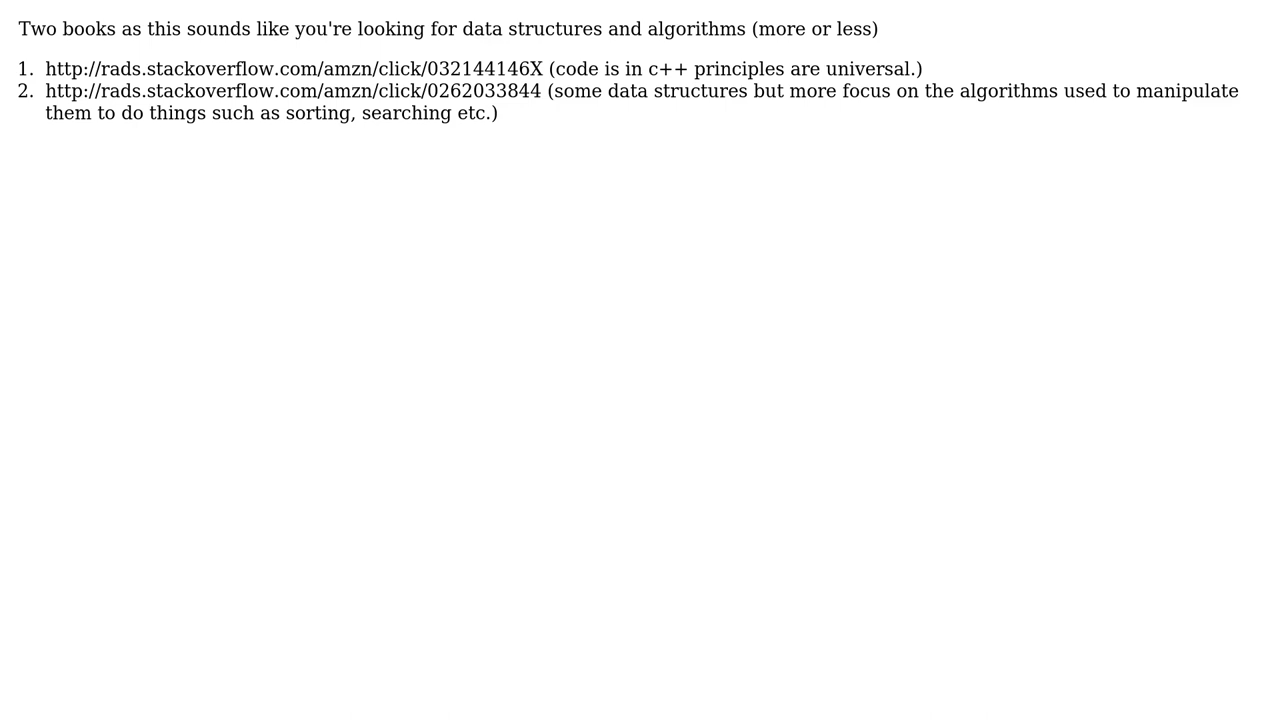 Two books as this sounds like you're looking for data structures and algorithms (more or less)
1. http://rads.stackoverflow.com/amzn/click/032144146X (code is in c++ principles are universal.)
2. http://rads.stackoverflow.com/amzn/click/0262033844 (some data structures but more focus on the algorithms used to manipulate
them to do things such as sorting, searching etc.)